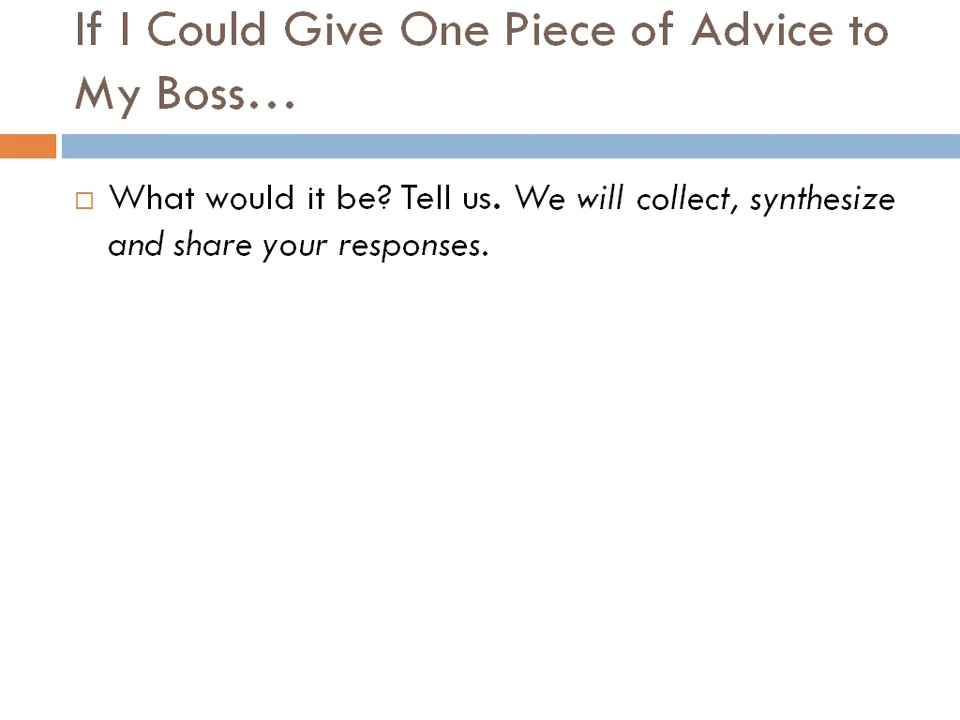 If I Could Give One Piece of Advice to
My Boss…
What would it be? Tell us. We will collect, synthesize
and share your responses.